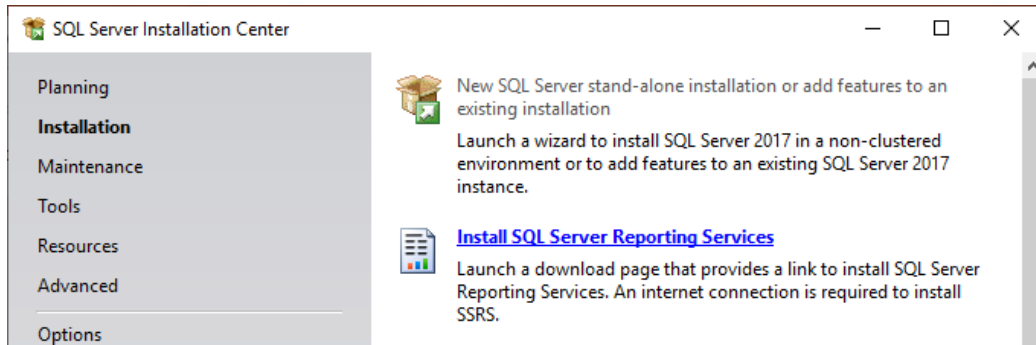 SQL Server Installation Center
Planning
Installation
Maintenance
Tools
Resources
Advanced
Options
New SQL Server stand-alone installation or add features to an
existing installation
Launch a wizard to install SQL Server 2017 in a non-clustered
environment or to add features to an existing SQL Server 2017
instance.
Install SQL Server Reporting Services
Launch a download page that provides a link to install SQL Server
Reporting Services. An internet connection is required to install
SSRS.